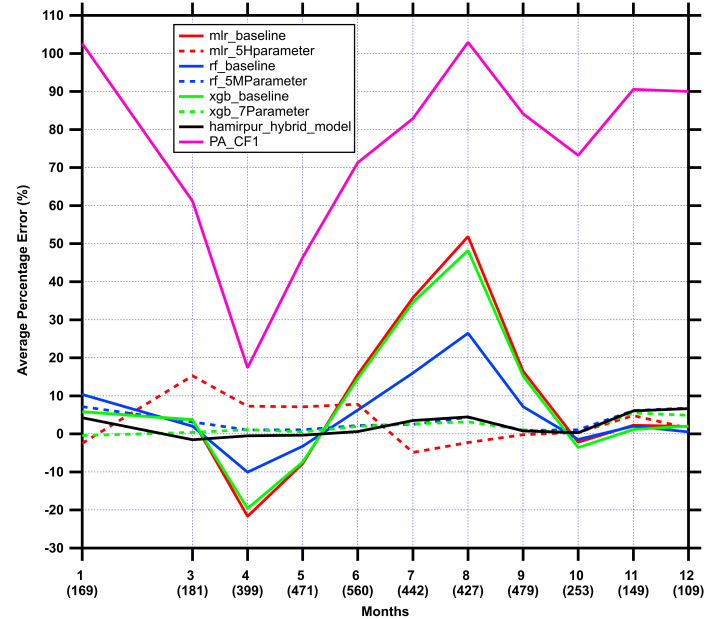 110
100
90
80
70
60
50
40
30
20
10
0
-10
-20
-30
Average Percentage Error (%)
mlr_baseline
mlr_5Hparameter
rf_baseline
rf_5MParameter
xgb_baseline
xgb_7Parameter
hamirpur_hybrid_model
PA_CF1
1 3 4 5 6 7 8 9 10 11 12
(169) (181) (399) (471) (560) (442) (427) (479) (253) (149) (109)
Months